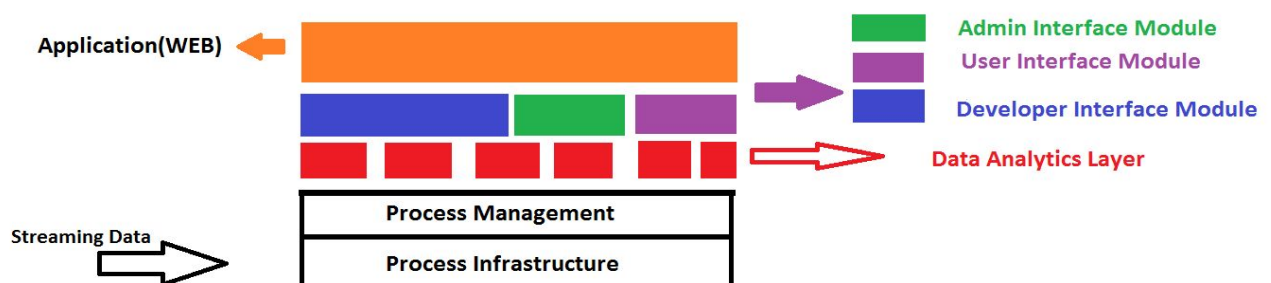 Application(WEB)
Admin Interface Module
User Interface Module
Developer Interface Module
Data Analytics Layer
Process Management
Streaming Data
Process Infrastructure